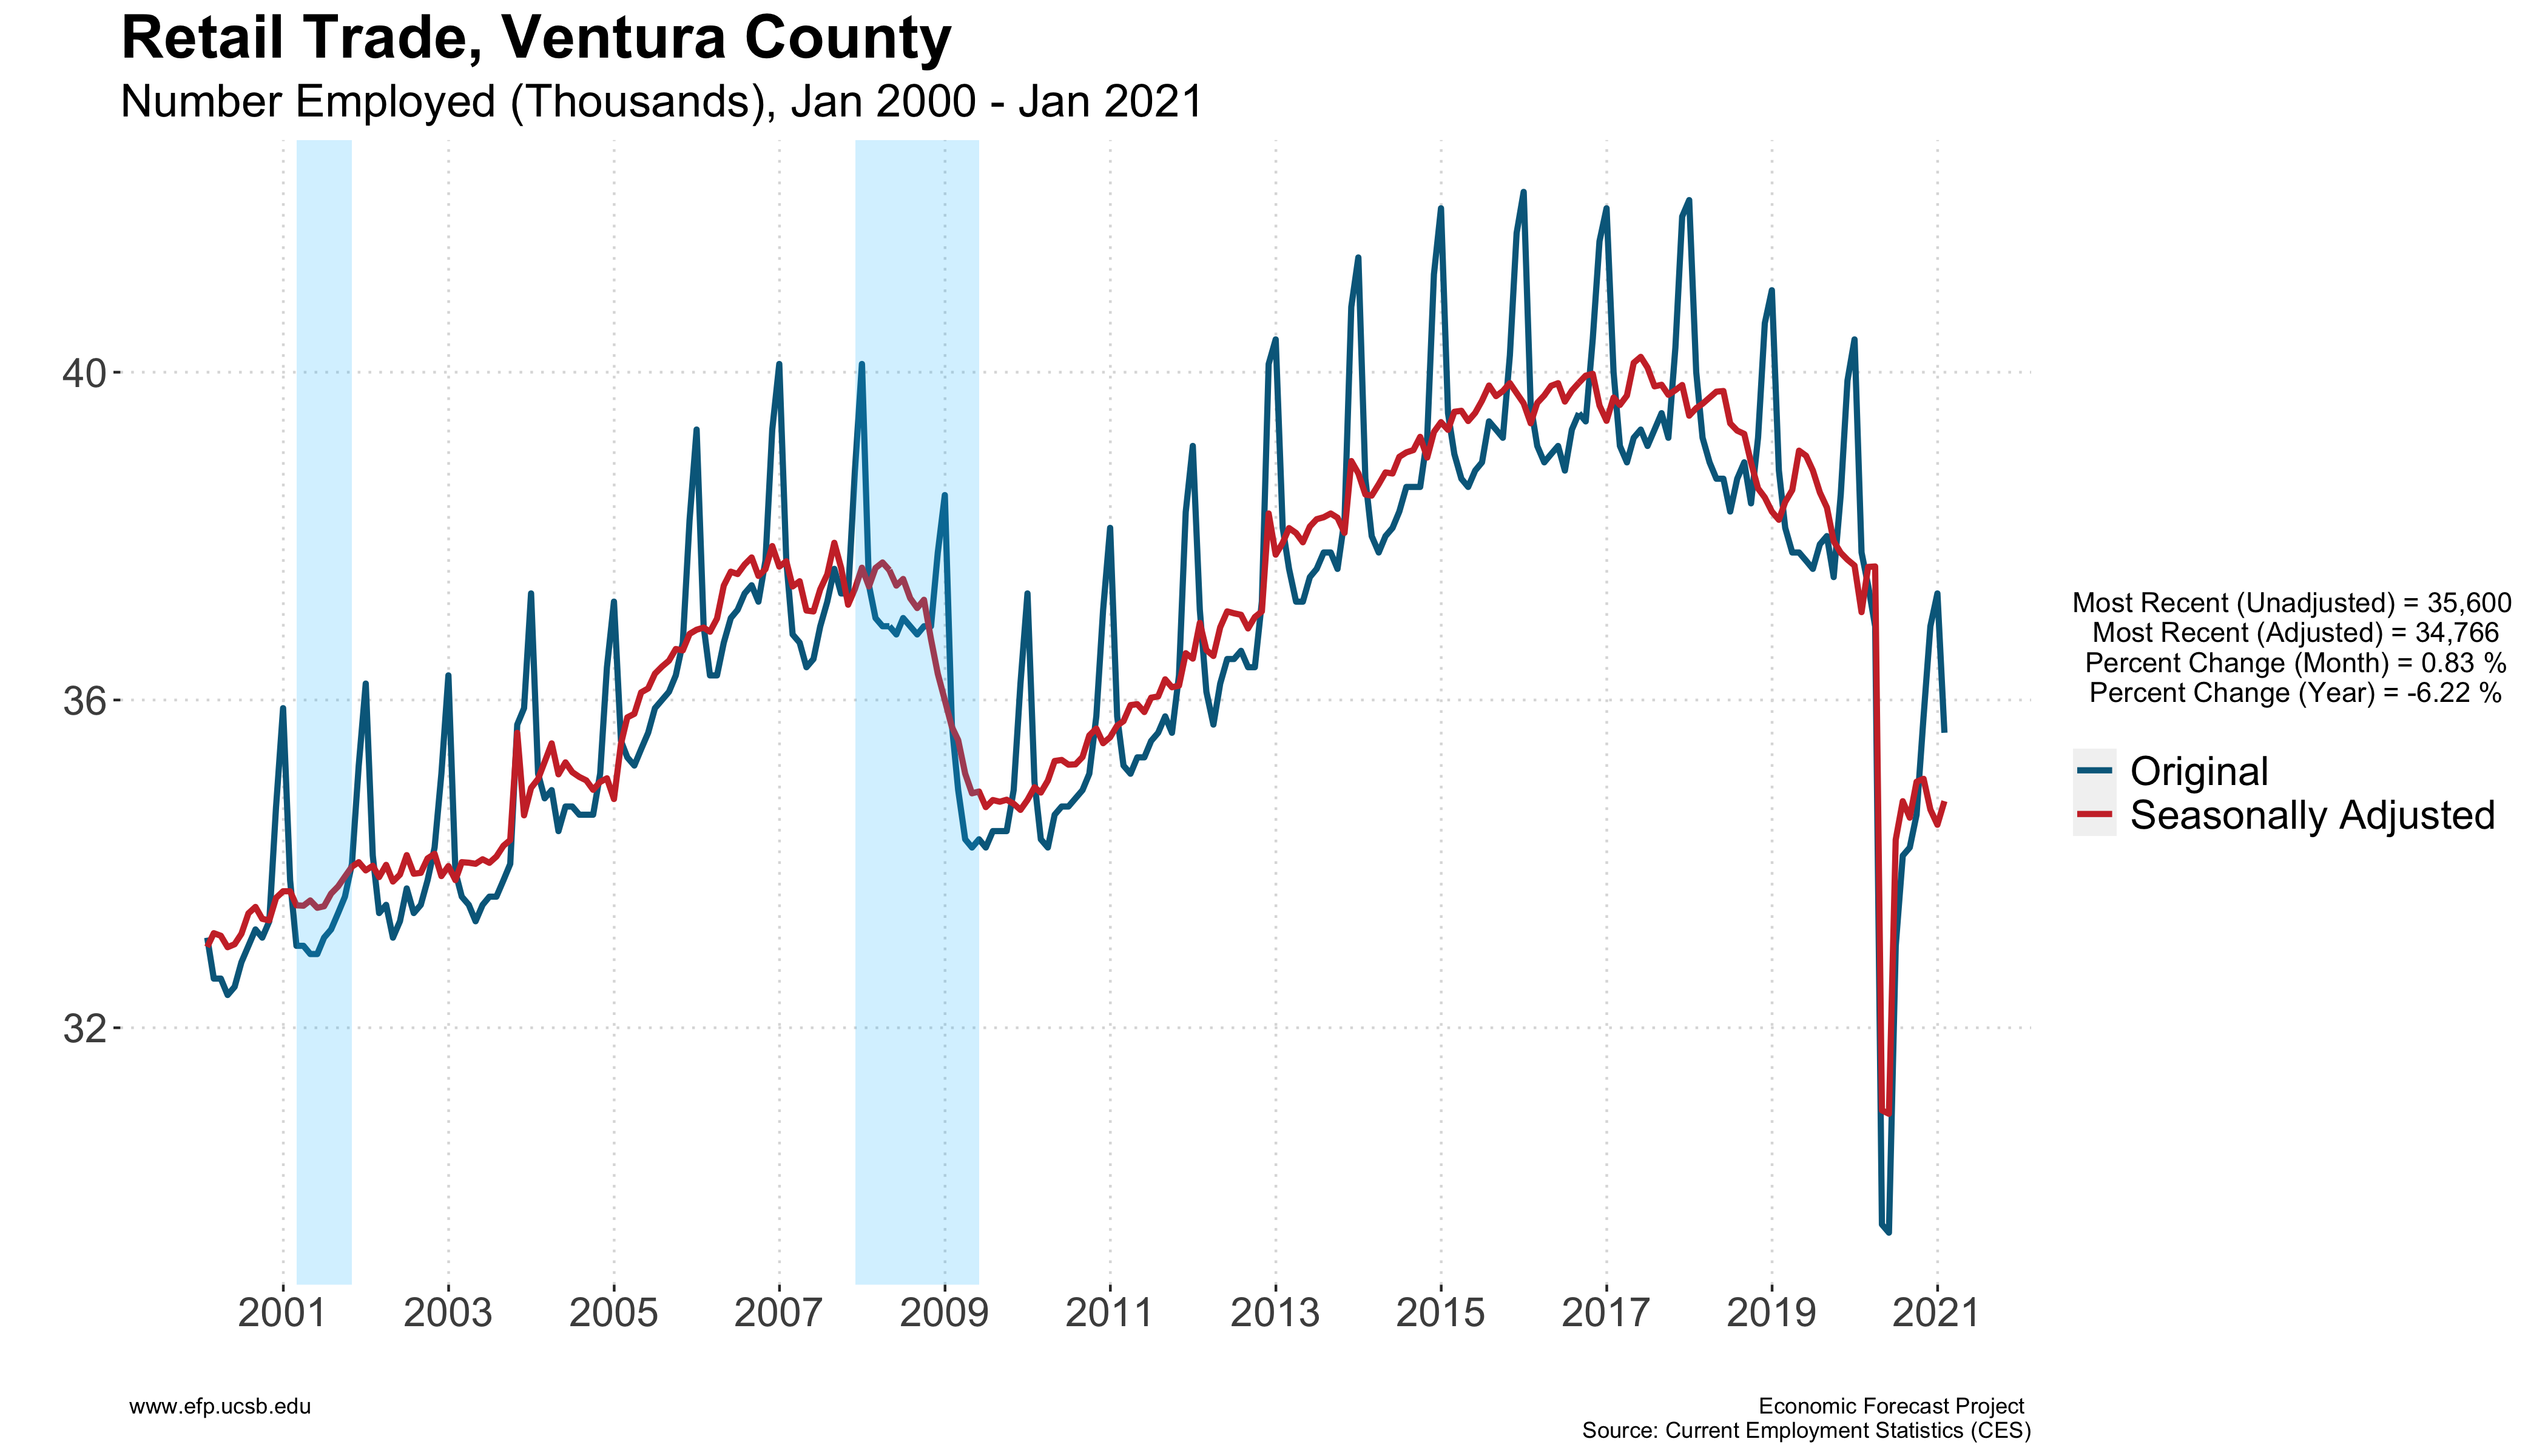 Retail Trade, Ventura County
Number Employed (Thousands), Jan 2000 - Jan 2021
40
36
32
2001
2003
2005
2007
2009
2011
2013
2015
2017
2019
2021
Most Recent (Unadjusted) = 35,600
Most Recent (Adjusted) = 34,766
Percent Change (Month) = 0.83 %
Percent Change (Year) = -6.22 %
Original
Seasonally Adjusted
www.efp.ucsb.edu
Economic Forecast Project
Source: Current Employment Statistics (CES)